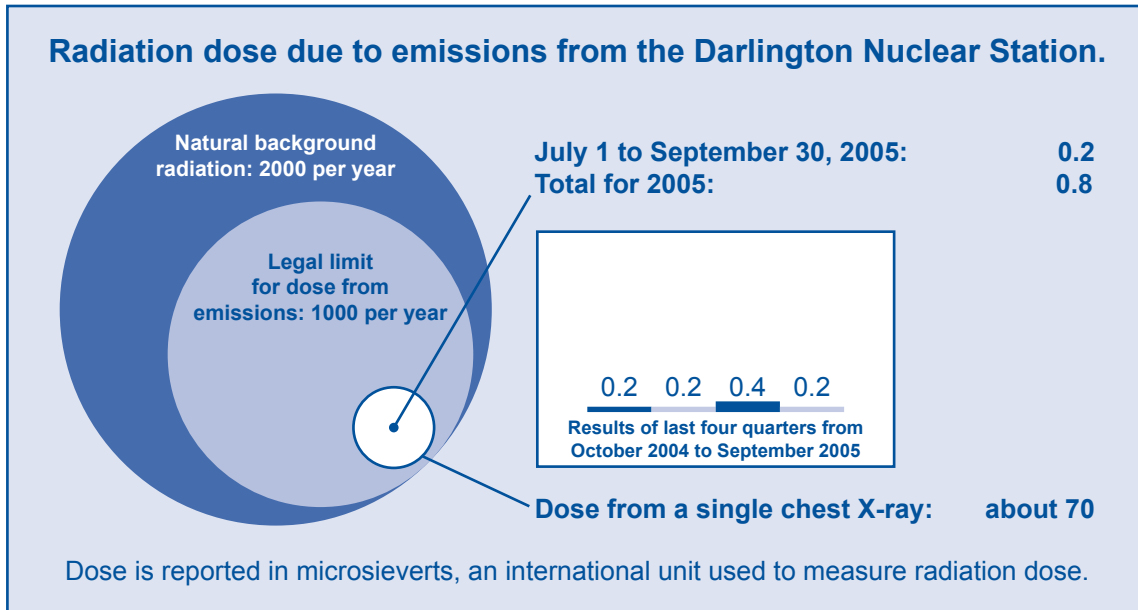 Radiation dose due to emissions from the Darlington Nuclear Station.
Natural background
radiation: 2000 per year
Legal limit
for dose from
emissions: 1000 per year
July 1 to September 30, 2005: 0.2
Total for 2005: 0.8
0.2 0.2 0.4 0.2
Results of last four quarters from
October 2004 to September 2005
Dose from a single chest X-ray: about 70
Dose is reported in microsieverts, an international unit used to measure radiation dose.